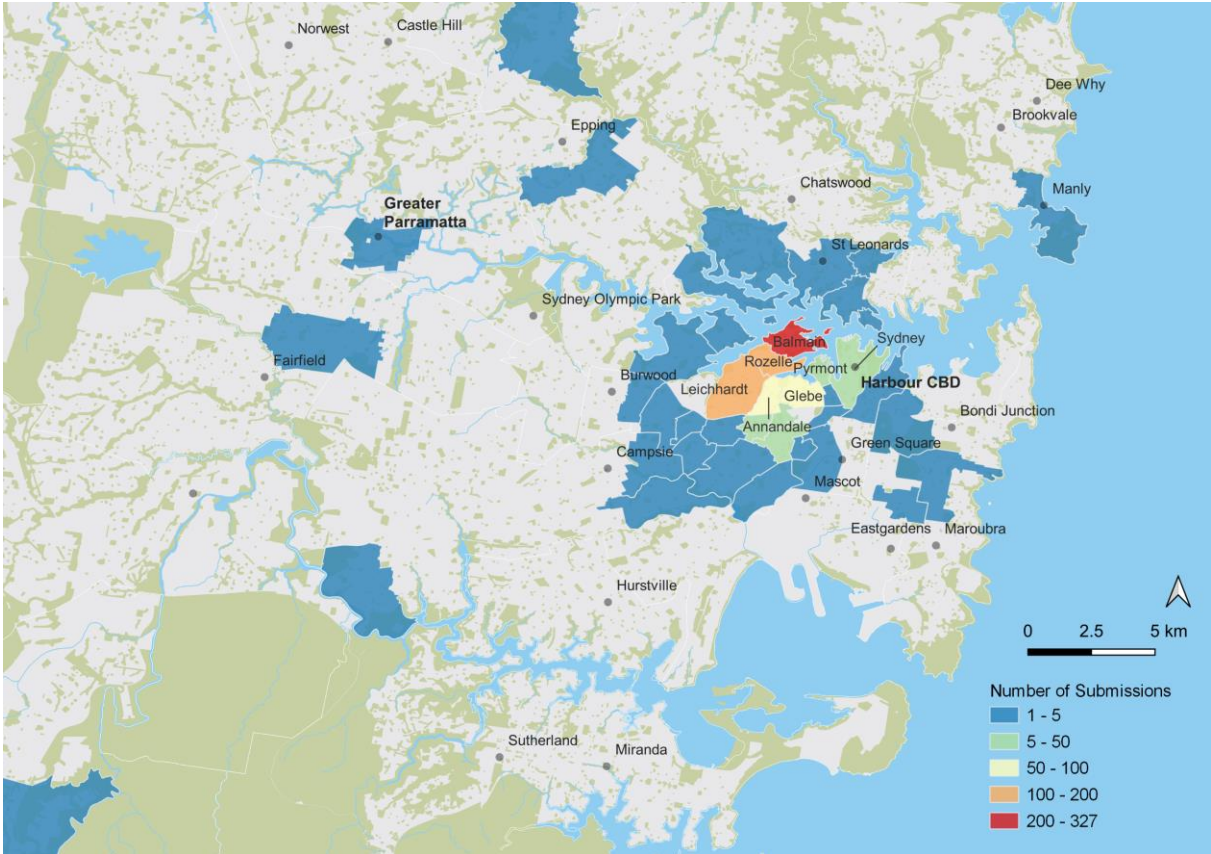 Norwest
Castle Hill
Dee Why
Brookvale
Epping
Chatswood
Manly
Greater
Parramatta
St Leonards
Sydney Olympic Park
Balmain
Sydney
Rozelle
Pyrmont
Fairfield
Burwood
Leichhardt
Harbour CBD
Glebe
Bondi Junction
Annandale
Green Square
Campsie
Mascot
Eastgardens
Maroubra
Hurstville
0 2.5 5 km
Number of Submissions
1 - 5
5 - 50
50 - 100
100 - 200
200 - 327
Sutherland
Miranda